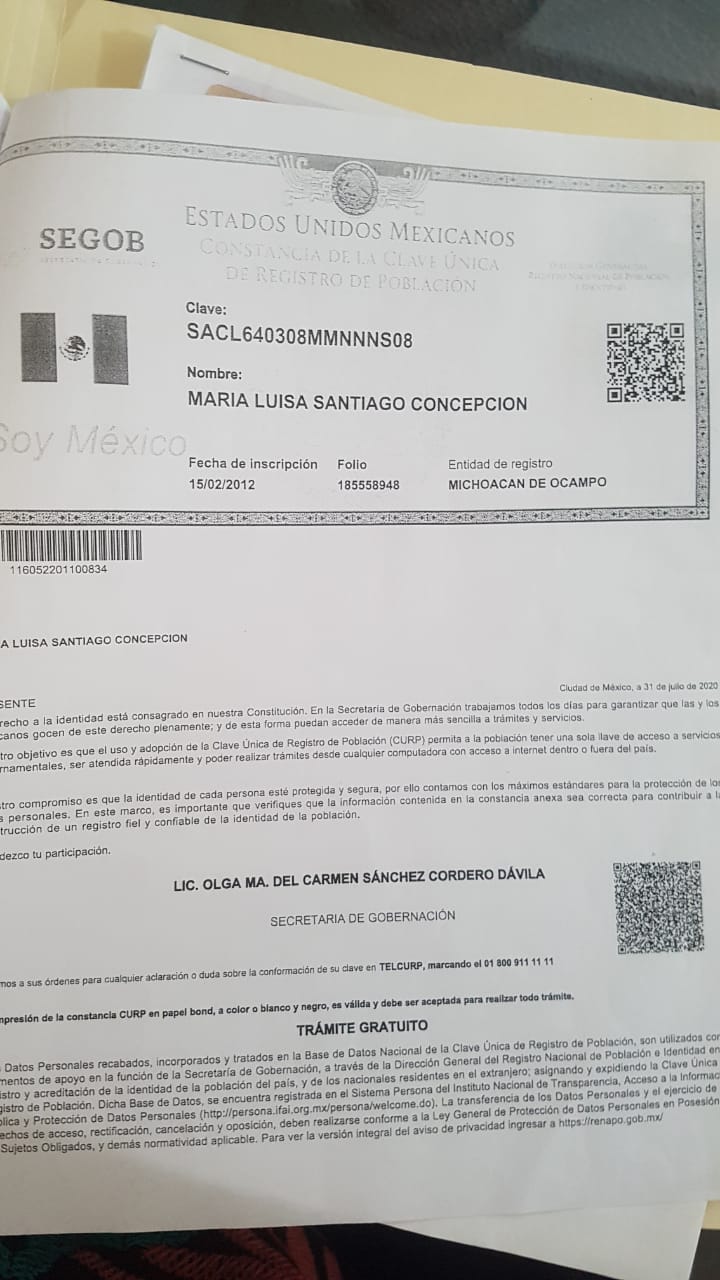 SEGOB
ESTADOS UNIDOS MEXICANOS
CONSTANCIA DE LA CLAVE ÚNICA
DE REGISTRO DE POBLACIÓN
Clave:
SACL640308MMNNNS08
Nombre:
MARIA LUISA SANTIAGO CONCEPCION
Soy México
Fecha de inscripción Folio Entidad de registro
15/02/2012 185558948 MICHOACAN DE OCAMPO
116052201100834
A LUISA SANTIAGO CONCEPCION
Ciudad de México, a 31 de julio de 2020
SENTE
recho a la identidad está consagrado en nuestra Constitución. En la Secretaría de Gobernación trabajamos todos los días para garantizar que las y los
canos gocen de este derecho plenamente; y de esta forma puedan acceder de manera más sencilla a trámites y servicios.
tro objetivo es que el uso y adopción de la Clave Única de Registro de Población (CURP) permita a la población tener una sola llave de acceso a servicios
rnamentales, ser atendida rápidamente y poder realizar trámites desde cualquier computadora con acceso a internet dentro o fuera del país.
stro compromiso es que la identidad de cada persona esté protegida y segura, por ello contamos con los máximos estándares para la protección de los
s personales. En este marco, es importante que verifiques que la información contenida en la constancia anexa sea correcta para contribuir a la
trucción de un registro fiel y confiable de la identidad de la población.
dezco tu participación.
LIC. OLGA MA. DEL CARMEN SÁNCHEZ CORDERO DÁVILA
SECRETARIA DE GOBERNACIÓN
mos a sus órdenes para cualquier aclaración o duda sobre la conformación de su clave en TELCURP, marcando el 01 800 911 11 11
mpresión de la constancia CURP en papel bond, a color o blanco y negro, es válida y debe ser aceptada para realizar todo trámite.
TRÁMITE GRATUITO
Datos Personales recabados, incorporados y tratados en la Base de Datos Nacional de la Clave Única de Registro de Población, son utilizados con
mentos de apoyo en la función de la Secretaría de Gobernación, a través de la Dirección General del Registro Nacional de Población e Identidad en
istro y acreditación de la identidad de la población del país, y de los nacionales residentes en el extranjero; asignando y expidiendo la Clave Única
gistro de Población. Dicha Base de Datos, se encuentra registrada en el Sistema Persona del Instituto Nacional de Transparencia, Acceso a la Informac
blica y Protección de Datos Personales (http://persona.ifai.org.mx/persona/welcome.do). La transferencia de los Datos Personales y el ejercicio de
echos de acceso, rectificación, cancelación y oposición, deben realizarse conforme a la Ley General de Protección de Datos Personales en Posesión
Sujetos Obligados, y demás normatividad aplicable. Para ver la versión integral del aviso de privacidad ingresar a https://renapo.gob.mx/